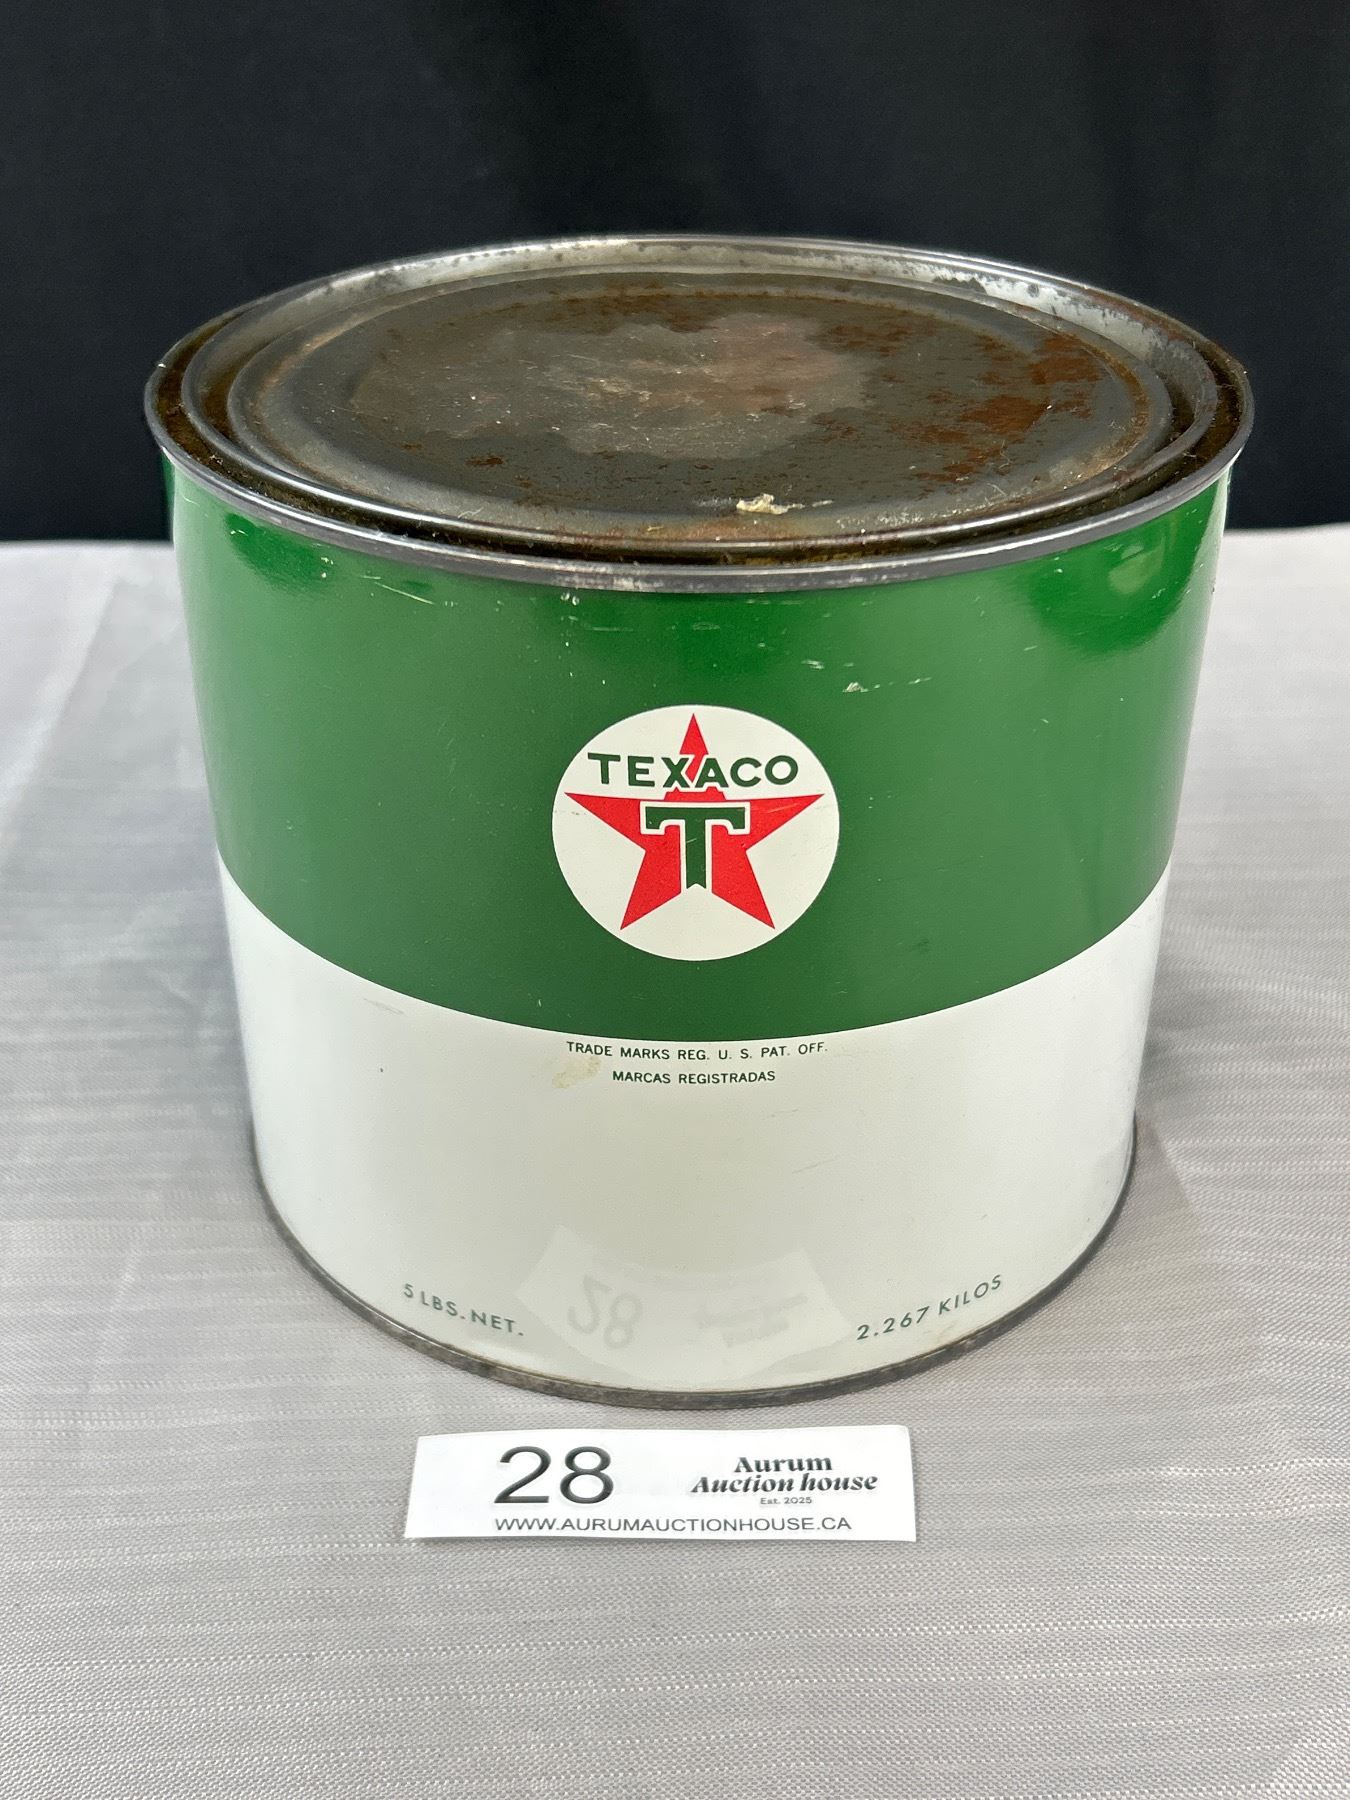 TEXACO
T
TRADE MARKS REG. U. S. PAT. OFF.
MARCAS REGISTRADAS
5 LBS. NET.
2.267 KILOS
28
Aurum
Auction house
Est. 2025
WWW.AURUMAUCTIONHOUSE.CA